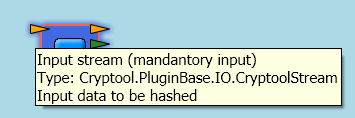 Input stream (mandantory input)
Type: Cryptool.PluginBase.IO.CryptoolStream
Input data to be hashed